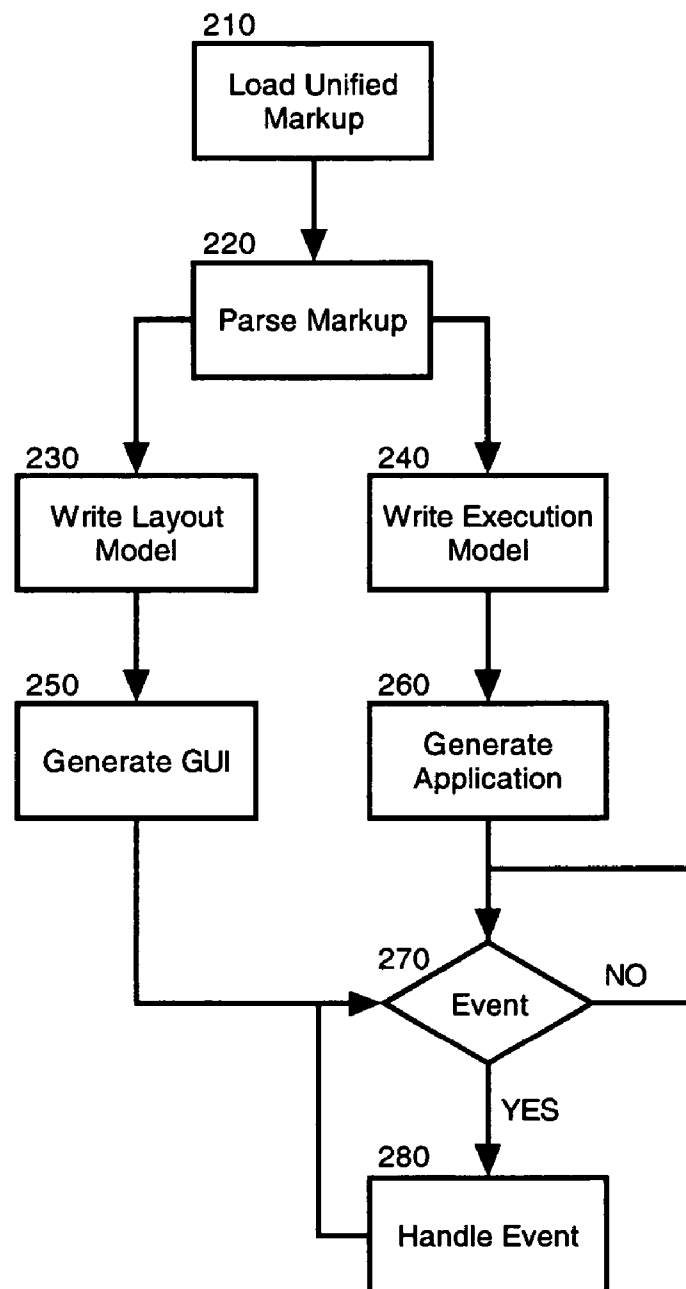 210
Load Unified
Markup
220
Parse Markup
230
Write Layout
Model
240
Write Execution
Model
250
Generate GUI
260
Generate
Application
270
Event
NO
YES
280
Handle Event